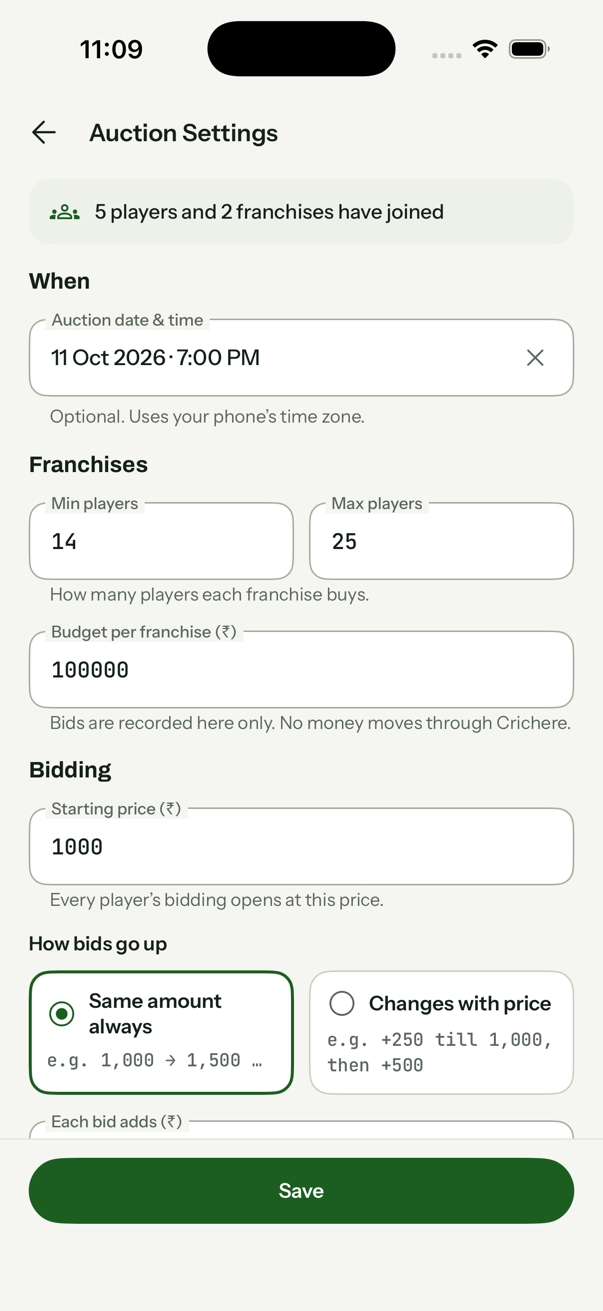 11:09
Auction Settings
5 players and 2 franchises have joined
When
Auction date & time
11 Oct 2026 · 7:00 PM
Optional. Uses your phone’s time zone.
Franchises
Min players
Max players
14
25
How many players each franchise buys.
Budget per franchise (₹)
100000
Bids are recorded here only. No money moves through Crichere.
Bidding
Starting price (₹)
1000
Every player’s bidding opens at this price.
How bids go up
Same amount
always
e.g. 1,000 → 1,500 …
Changes with price
e.g. +250 till 1,000,
then +500
Each bid adds (₹)
Save